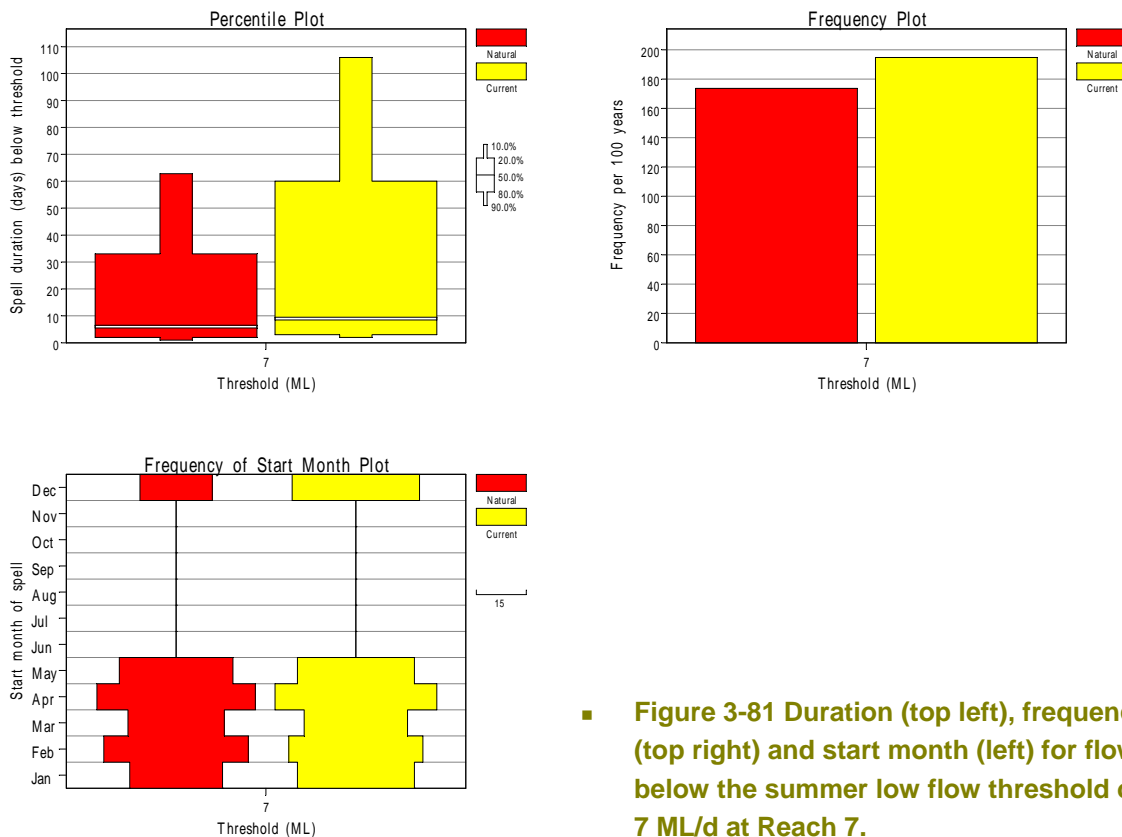 Percentile Plot
110
100
90
80
70
60
50
40
30
20
10
0
Spell duration (days) below threshold
7
Threshold (ML)
Natural
Current
10.0%
20.0%
50.0%
80.0%
90.0%
Frequency Plot
200
180
160
140
120
100
80
60
40
20
0
Frequency per 100 years
7
Threshold (ML)
Natural
Current
Frequency of Start Month Plot
Dec
Nov
Oct
Sep
Aug
Jul
Jun
May
Apr
Mar
Feb
Jan
Start month of spell
7
Threshold (ML)
Natural
Current
15
▪ Figure 3-81 Duration (top left),
(top right) and start month (left) for
below the summer low flow threshold
7 ML/d at Reach 7.